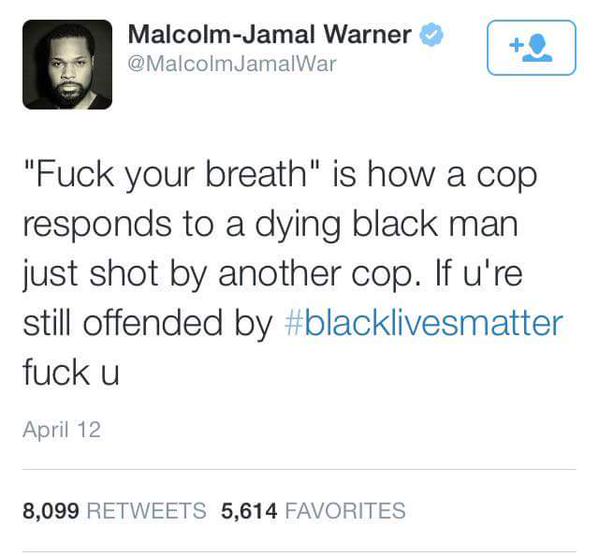 Malcolm-Jamal Warner
@MalcolmJamalWar
"Fuck your breath" is how a cop
responds to a dying black man
just shot by another cop. If u're
still offended by #blacklivesmatter
fuck u
April 12
8,099 RETWEETS 5,614 FAVORITES